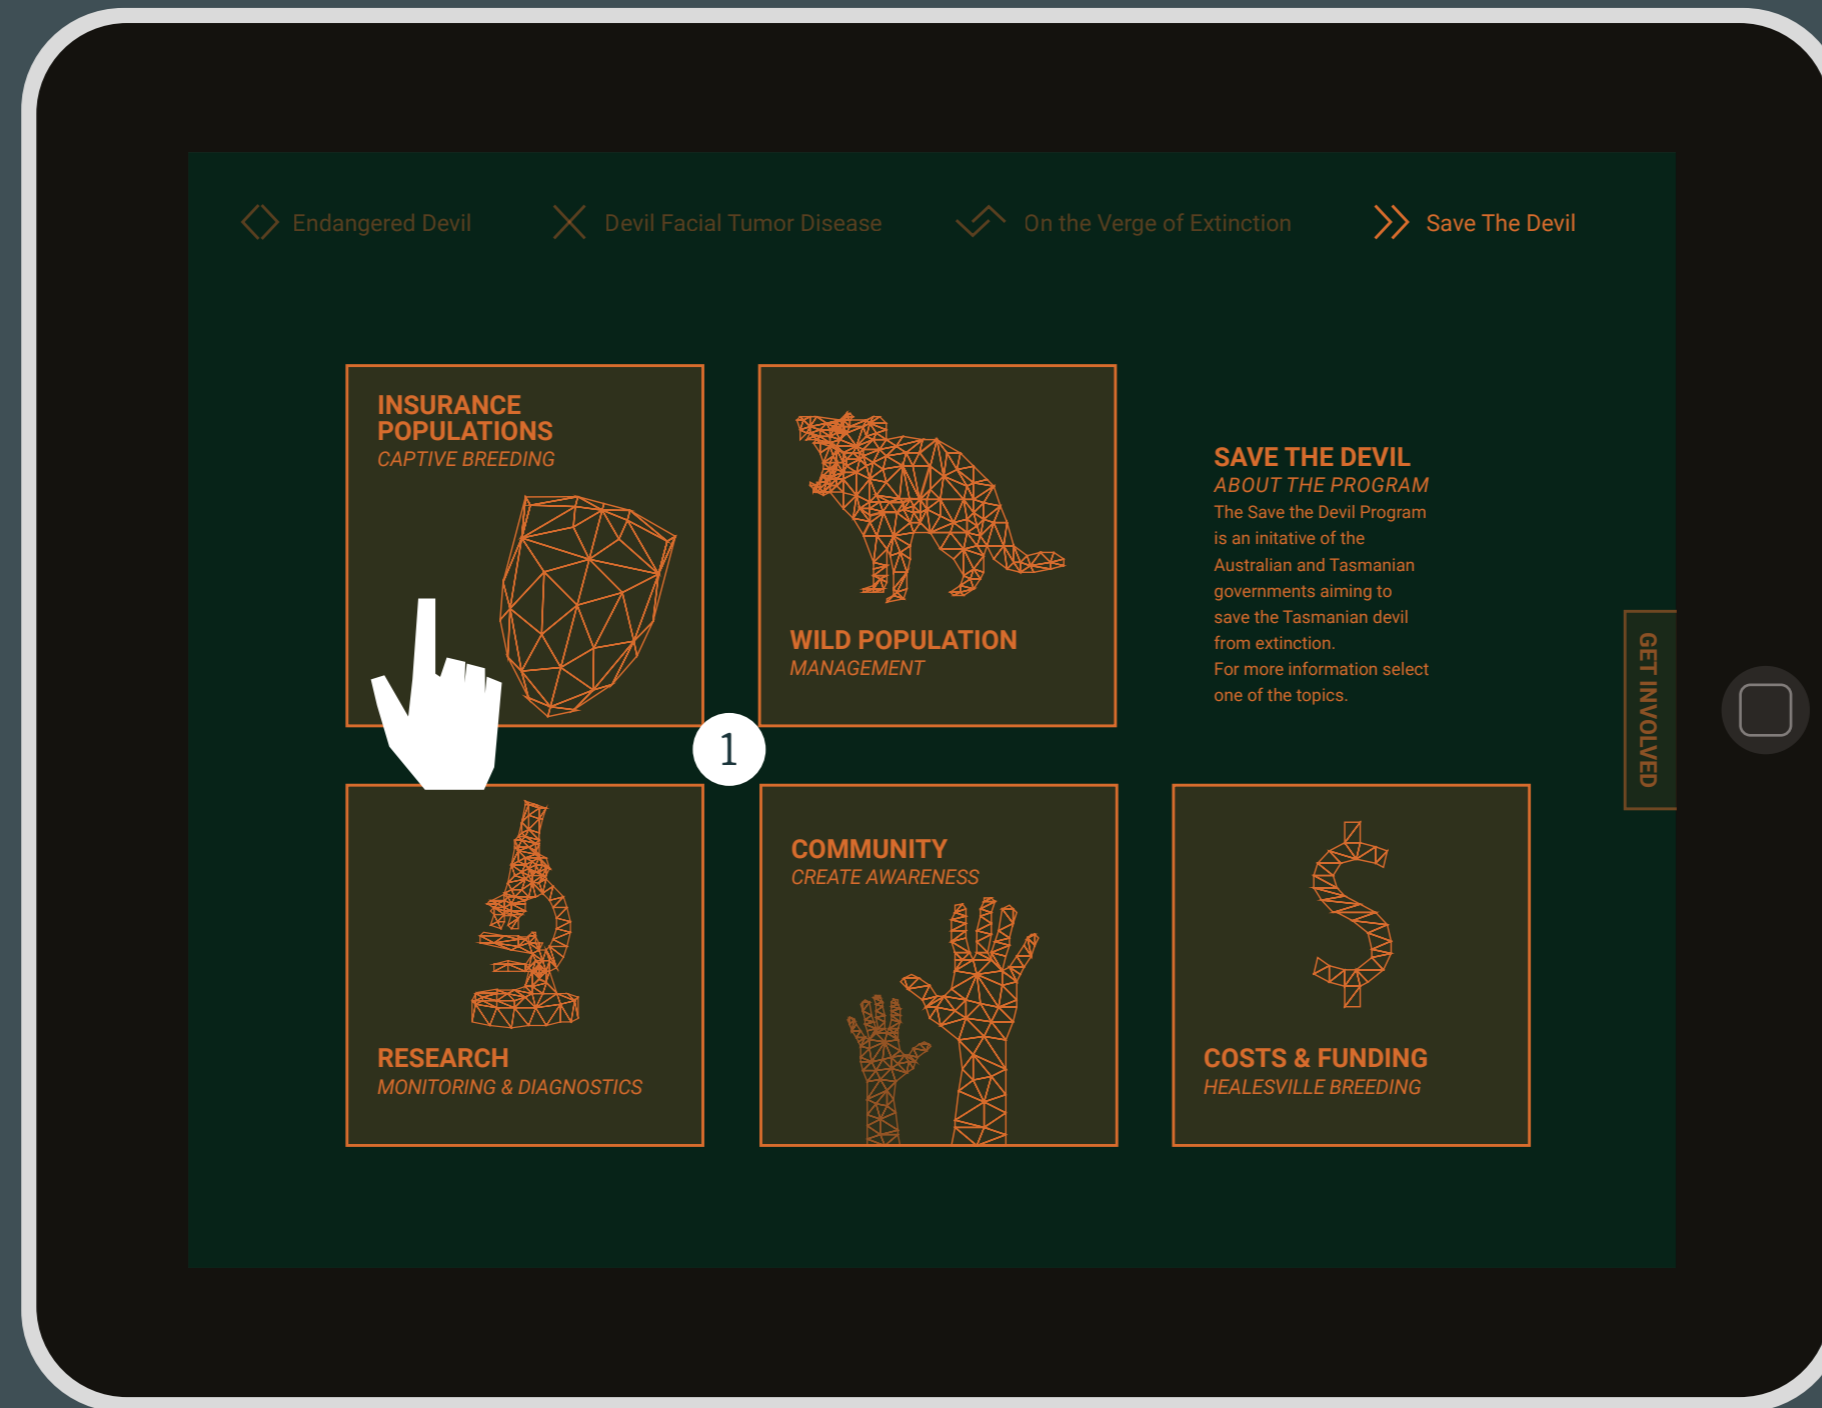 Endangered Devil
Devil Facial Tumor Disease
On the Verge of Extinction
Save The Devil
INSURANCE
POPULATIONS
CAPTIVE BREEDING
WILD POPULATION
MANAGEMENT
SAVE THE DEVIL
ABOUT THE PROGRAM
The Save the Devil Program
is an initative of the
Australian and Tasmanian
governments aiming to
save the Tasmanian devil
from extinction.
For more information select
one of the topics.
GET INVOLVED
1
RESEARCH
MONITORING & DIAGNOSTICS
COMMUNITY
CREATE AWARENESS
COSTS & FUNDING
HEALESVILLE BREEDING